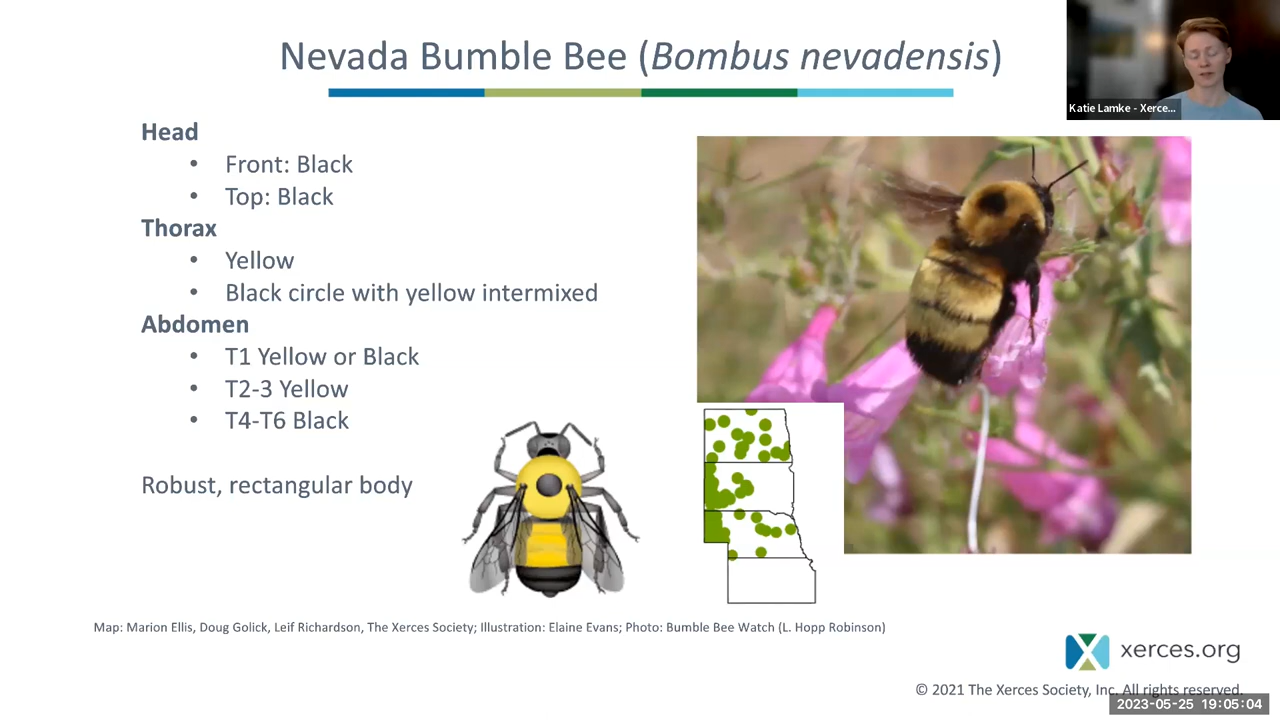 Nevada Bumble Bee (Bombus nevadensis)
Katie Lamke - Xerce...
Head
• Front: Black
• Top: Black
Thorax
• Yellow
• Black circle with yellow intermixed
Abdomen
• T1 Yellow or Black
• T2-3 Yellow
• T4-T6 Black
Robust, rectangular body
Map: Marion Ellis, Doug Golick, Leif Richardson, The Xerces Society; Illustration: Elaine Evans; Photo: Bumble Bee Watch (L. Hopp Robinson)
xerces.org
© 2021 The Xerces Society, Inc. All rights reserved.
2023-05-25 19:05:04